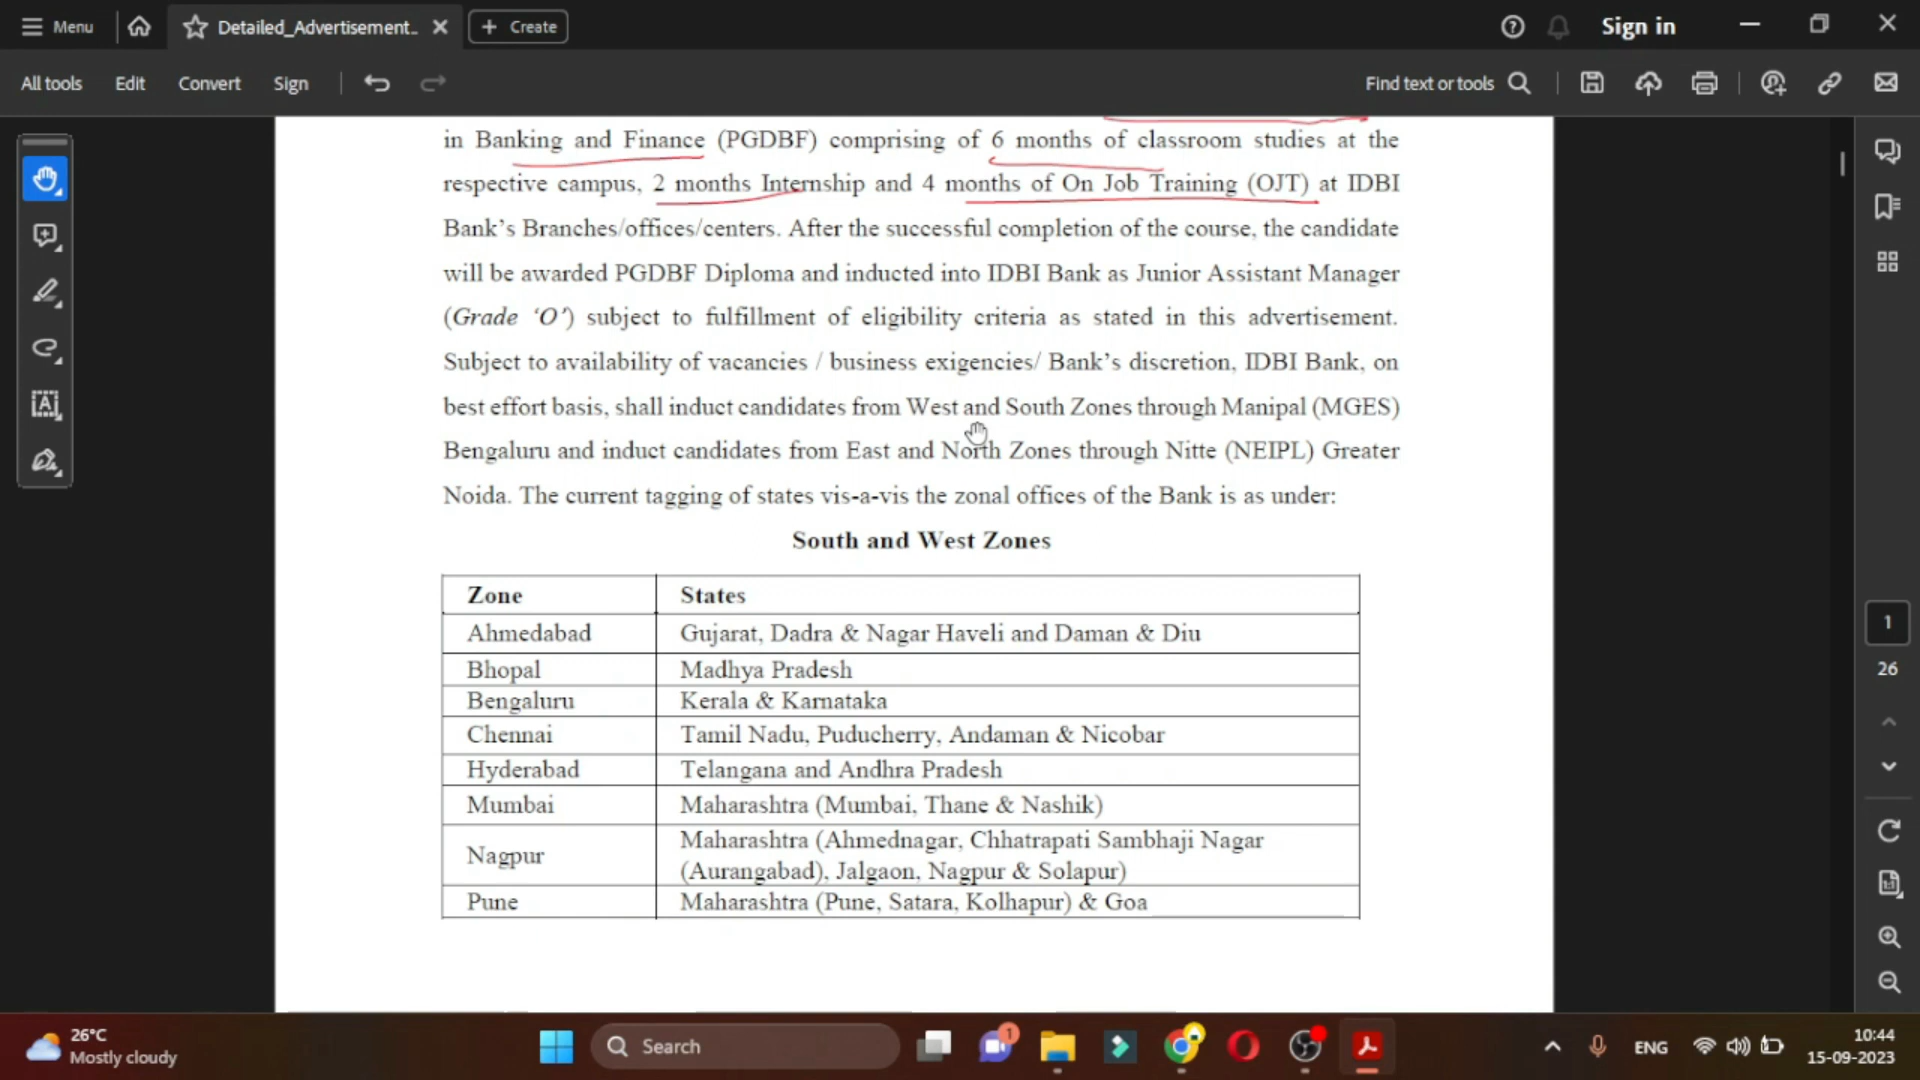 Menu
Detailed_Advertisement...
Create
Sign in
All tools
Edit
Convert
Sign
Find text or tools
in Banking and Finance (PGDBF) comprising of 6 months of classroom studies at the
respective campus, 2 months Internship and 4 months of On Job Training (OJT) at IDBI
Bank's Branches/offices/centers. After the successful completion of the course, the candidate
will be awarded PGDBF Diploma and inducted into IDBI Bank as Junior Assistant Manager
(Grade 'O') subject to fulfillment of eligibility criteria as stated in this advertisement.
Subject to availability of vacancies / business exigencies/ Bank's discretion, IDBI Bank, on
best effort basis, shall induct candidates from West and South Zones through Manipal (MGES)
Bengaluru and induct candidates from East and North Zones through Nitte (NEIPL) Greater
Noida. The current tagging of states vis-a-vis the zonal offices of the Bank is as under:
South and West Zones
Zone States
Ahmedabad Gujarat, Dadra & Nagar Haveli and Daman & Diu
Bhopal Madhya Pradesh
Bengaluru Kerala & Karnataka
Chennai Tamil Nadu, Puducherry, Andaman & Nicobar
Hyderabad Telangana and Andhra Pradesh
Mumbai Maharashtra (Mumbai, Thane & Nashik)
Nagpur Maharashtra (Ahmednagar, Chhatrapati Sambhaji Nagar
(Aurangabad), Jalgaon, Nagpur & Solapur)
Pune Maharashtra (Pune, Satara, Kolhapur) & Goa
1
26
26°C
Mostly cloudy
Search
1
ENG
10:44
15-09-2023